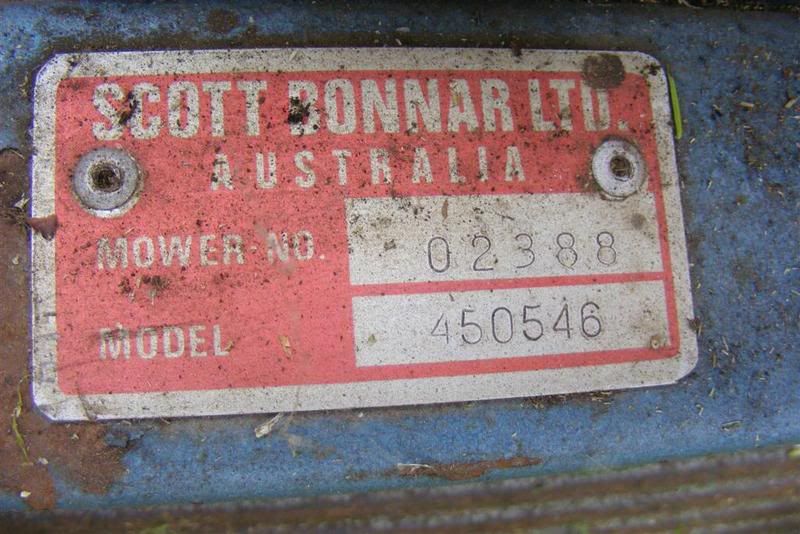 SCOTT BONNAR LTD.
AUSTRALIA
MOWER NO. 02388
MODEL 450546